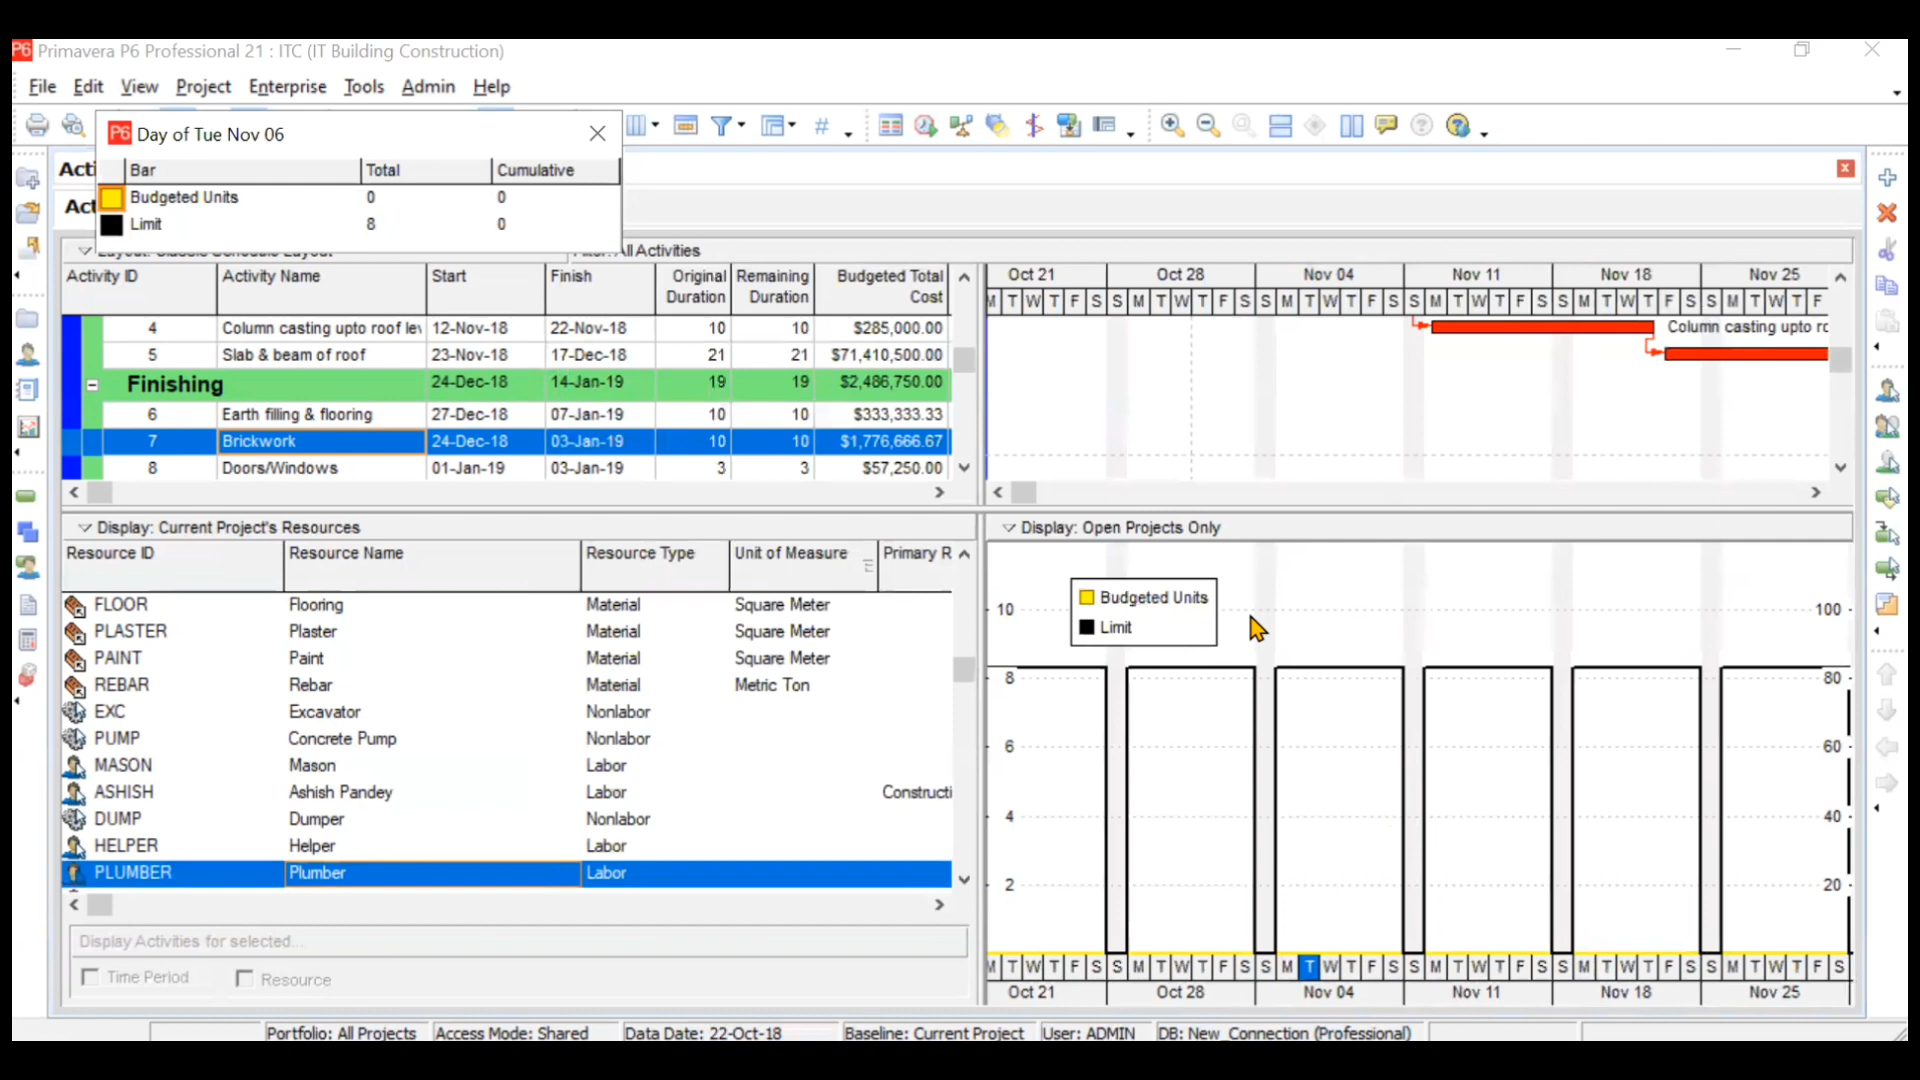 P6 Primavera P6 Professional 21 : ITC (IT Building Construction)
File Edit View Project Enterprise Tools Admin Help
P6 Day of Tue Nov 06
Bar Total Cumulative
Budgeted Units 0 0
Limit 8 0
All Activities
Activity ID Activity Name Start Finish Original Duration Remaining Duration Budgeted Total Cost
4 Column casting upto roof lev 12-Nov-18 22-Nov-18 10 10 $285,000.00
5 Slab & beam of roof 23-Nov-18 17-Dec-18 21 21 $71,410,500.00
Finishing 24-Dec-18 14-Jan-19 19 19 $2,486,750.00
6 Earth filling & flooring 27-Dec-18 07-Jan-19 10 10 $333,333.33
7 Brickwork 24-Dec-18 03-Jan-19 10 10 $1,776,666.67
8 Doors/Windows 01-Jan-19 03-Jan-19 3 3 $57,250.00
Oct 21 Oct 28 Nov 04 Nov 11 Nov 18 Nov 25
M T W T F S S M T W T F S S M T W T F S S M T W T F S S M T W T F S S M T W T F
Column casting upto ro
Display: Current Project's Resources
Resource ID Resource Name Resource Type Unit of Measure Primary R
FLOOR Flooring Material Square Meter
PLASTER Plaster Material Square Meter
PAINT Paint Material Square Meter
REBAR Rebar Material Metric Ton
EXC Excavator Nonlabor
PUMP Concrete Pump Nonlabor
MASON Mason Labor
ASHISH Ashish Pandey Labor Constructi
DUMP Dumper Nonlabor
HELPER Helper Labor
PLUMBER Plumber Labor
Display Activities for selected...
Time Period Resource
Display: Open Projects Only
Budgeted Units
Limit
10 100
8 80
6 60
4 40
2 20
M T W T F S S M T W T F S S M T W T F S S M T W T F S S M T W T F S S M T W T F S
Oct 21 Oct 28 Nov 04 Nov 11 Nov 18 Nov 25
Portfolio: All Projects Access Mode: Shared Data Date: 22-Oct-18 Baseline: Current Project User: ADMIN DB: New_Connection (Professional)